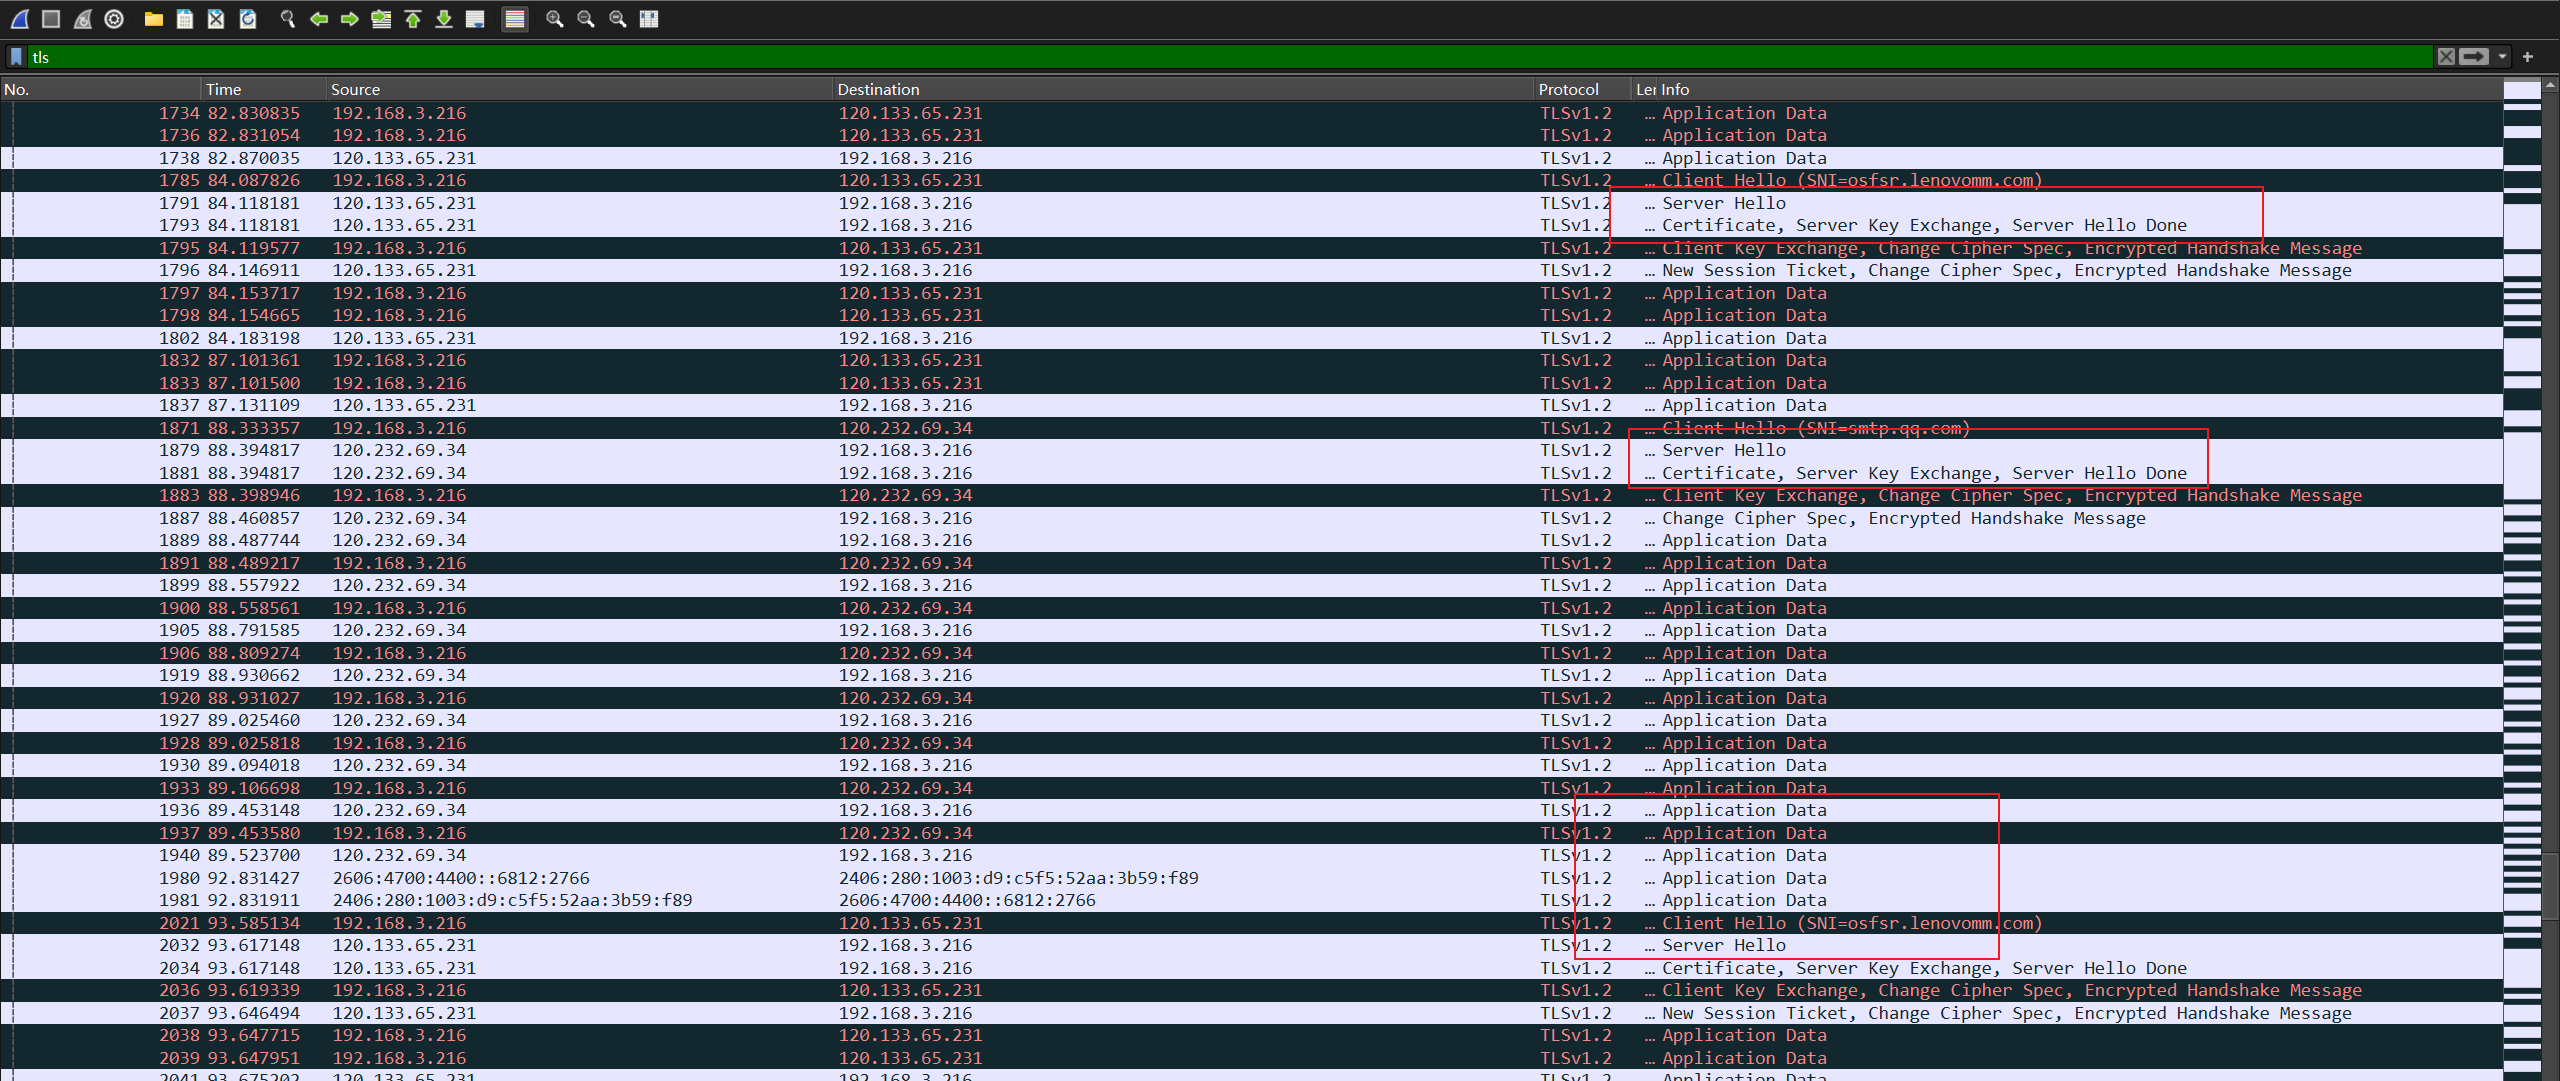 tls
No. Time Source Destination Protocol Ler Info
1734 82.830835 192.168.3.216 120.133.65.231 TLSv1.2 … Application Data
1736 82.831054 192.168.3.216 120.133.65.231 TLSv1.2 … Application Data
1738 82.870035 120.133.65.231 192.168.3.216 TLSv1.2 … Application Data
1785 84.087826 192.168.3.216 120.133.65.231 TLSv1.2 … Client Hello (SNI=osfsr.lenovomm.com)
1791 84.118181 120.133.65.231 192.168.3.216 TLSv1.2 … Server Hello
1793 84.118181 120.133.65.231 192.168.3.216 TLSv1.2 … Certificate, Server Key Exchange, Server Hello Done
1795 84.119577 192.168.3.216 120.133.65.231 TLSv1.2 … Client Key Exchange, Change Cipher Spec, Encrypted Handshake Message
1796 84.146911 120.133.65.231 192.168.3.216 TLSv1.2 … New Session Ticket, Change Cipher Spec, Encrypted Handshake Message
1797 84.153717 192.168.3.216 120.133.65.231 TLSv1.2 … Application Data
1798 84.154665 192.168.3.216 120.133.65.231 TLSv1.2 … Application Data
1802 84.183198 120.133.65.231 192.168.3.216 TLSv1.2 … Application Data
1832 87.101361 192.168.3.216 120.133.65.231 TLSv1.2 … Application Data
1833 87.101500 192.168.3.216 120.133.65.231 TLSv1.2 … Application Data
1837 87.131109 120.133.65.231 192.168.3.216 TLSv1.2 … Application Data
1871 88.333357 192.168.3.216 120.232.69.34 TLSv1.2 … Client Hello (SNI=smtp.qq.com)
1879 88.394817 120.232.69.34 192.168.3.216 TLSv1.2 … Server Hello
1881 88.394817 120.232.69.34 192.168.3.216 TLSv1.2 … Certificate, Server Key Exchange, Server Hello Done
1883 88.398946 192.168.3.216 120.232.69.34 TLSv1.2 … Client Key Exchange, Change Cipher Spec, Encrypted Handshake Message
1887 88.460857 120.232.69.34 192.168.3.216 TLSv1.2 … Change Cipher Spec, Encrypted Handshake Message
1889 88.487744 120.232.69.34 192.168.3.216 TLSv1.2 … Application Data
1891 88.489217 192.168.3.216 120.232.69.34 TLSv1.2 … Application Data
1899 88.557922 120.232.69.34 192.168.3.216 TLSv1.2 … Application Data
1900 88.558561 192.168.3.216 120.232.69.34 TLSv1.2 … Application Data
1905 88.791585 120.232.69.34 192.168.3.216 TLSv1.2 … Application Data
1906 88.809274 192.168.3.216 120.232.69.34 TLSv1.2 … Application Data
1919 88.930662 120.232.69.34 192.168.3.216 TLSv1.2 … Application Data
1920 88.931027 192.168.3.216 120.232.69.34 TLSv1.2 … Application Data
1927 89.025460 120.232.69.34 192.168.3.216 TLSv1.2 … Application Data
1928 89.025818 192.168.3.216 120.232.69.34 TLSv1.2 … Application Data
1930 89.094018 120.232.69.34 192.168.3.216 TLSv1.2 … Application Data
1933 89.106698 192.168.3.216 120.232.69.34 TLSv1.2 … Application Data
1936 89.453148 120.232.69.34 192.168.3.216 TLSv1.2 … Application Data
1937 89.453580 192.168.3.216 120.232.69.34 TLSv1.2 … Application Data
1940 89.523700 120.232.69.34 192.168.3.216 TLSv1.2 … Application Data
1980 92.831427 2606:4700:4400::6812:2766 2406:280:1003:d9:c5f5:52aa:3b59:f89 TLSv1.2 … Application Data
1981 92.831911 2406:280:1003:d9:c5f5:52aa:3b59:f89 2606:4700:4400::6812:2766 TLSv1.2 … Application Data
2021 93.585134 192.168.3.216 120.133.65.231 TLSv1.2 … Client Hello (SNI=osfsr.lenovomm.com)
2032 93.617148 120.133.65.231 192.168.3.216 TLSv1.2 … Server Hello
2034 93.617148 120.133.65.231 192.168.3.216 TLSv1.2 … Certificate, Server Key Exchange, Server Hello Done
2036 93.619339 192.168.3.216 120.133.65.231 TLSv1.2 … Client Key Exchange, Change Cipher Spec, Encrypted Handshake Message
2037 93.646494 120.133.65.231 192.168.3.216 TLSv1.2 … New Session Ticket, Change Cipher Spec, Encrypted Handshake Message
2038 93.647715 192.168.3.216 120.133.65.231 TLSv1.2 … Application Data
2039 93.647951 192.168.3.216 120.133.65.231 TLSv1.2 … Application Data
2041 93.675202 120.133.65.231 192.168.3.216 TLSv1.2 … Application Data